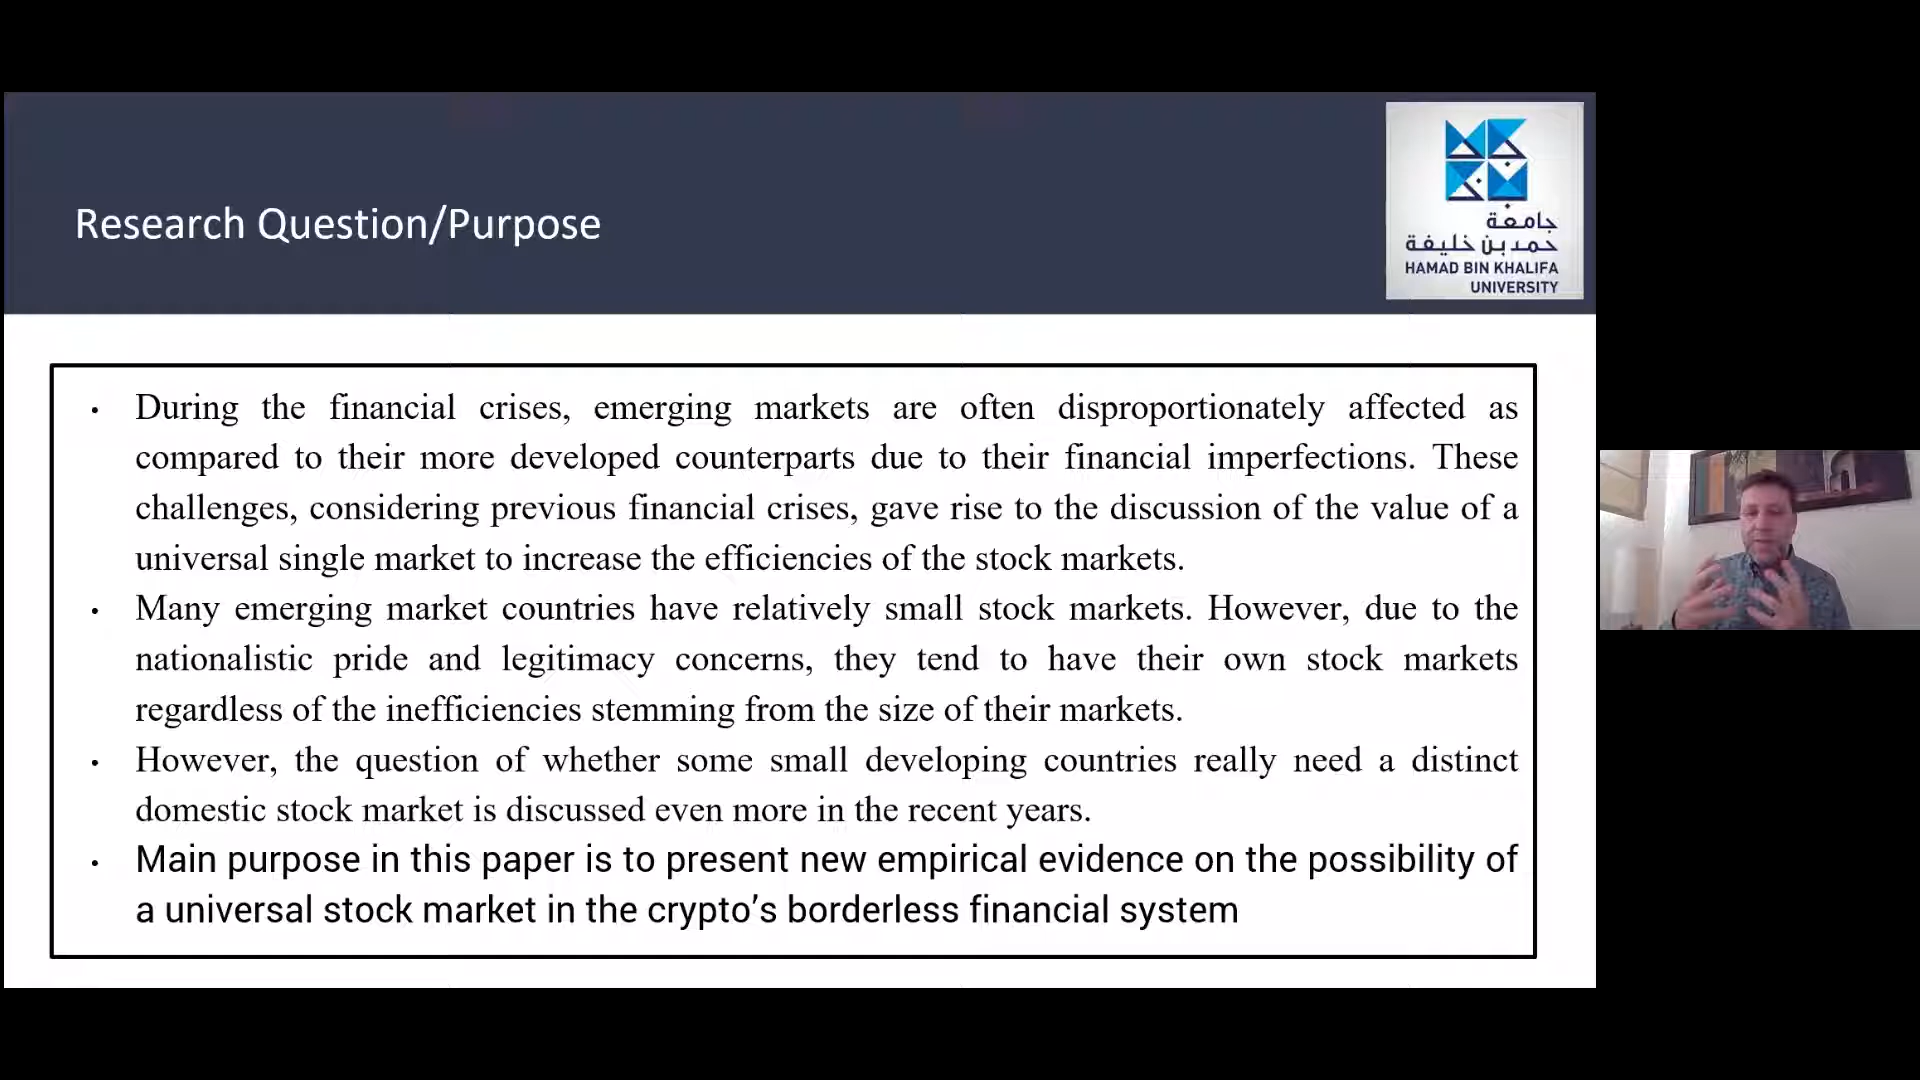 Research Question/Purpose
جامعة
حمد بن خليفة
HAMAD BIN KHALIFA
UNIVERSITY
• During the financial crises, emerging markets are often disproportionately affected as
compared to their more developed counterparts due to their financial imperfections. These
challenges, considering previous financial crises, gave rise to the discussion of the value of a
universal single market to increase the efficiencies of the stock markets.
• Many emerging market countries have relatively small stock markets. However, due to the
nationalistic pride and legitimacy concerns, they tend to have their own stock markets
regardless of the inefficiencies stemming from the size of their markets.
• However, the question of whether some small developing countries really need a distinct
domestic stock market is discussed even more in the recent years.
• Main purpose in this paper is to present new empirical evidence on the possibility of
a universal stock market in the crypto’s borderless financial system